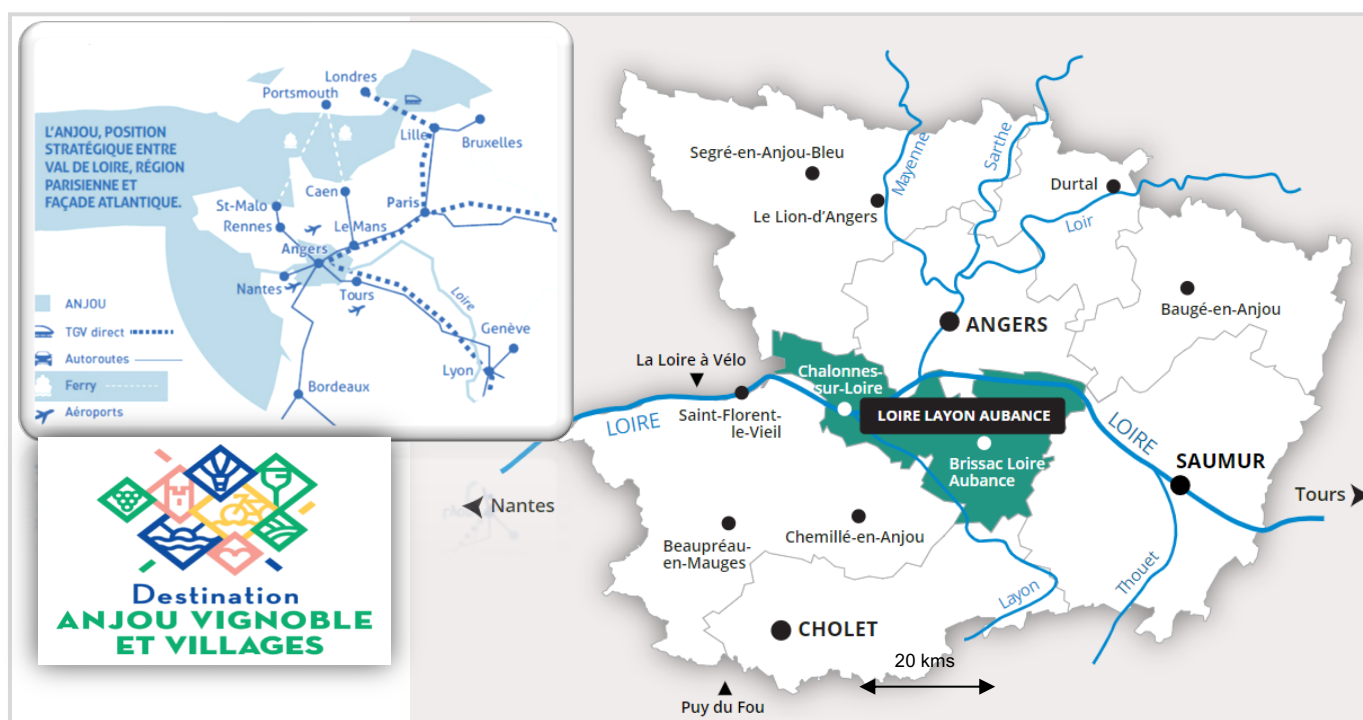 Londres
Portsmouth
L'ANJOU, POSITION
STRATÉGIQUE ENTRE
VAL DE LOIRE, RÉGION
PARISIENNE ET
FAÇADE ATLANTIQUE.
Lille
Bruxelles
Caen
Paris
St-Malo
Rennes
Le Mans
Angers
Nantes
Tours
Loire
Genève
Lyon
Bordeaux
ANJOU
TGV direct
Autoroutes
Ferry
Aéroports
Destination
ANJOU VIGNOBLE
ET VILLAGES
Mayenne
Sarthe
Segré-en-Anjou-Bleu
Durtal
Le Lion-d'Angers
Loir
Baugé-en-Anjou
ANGERS
La Loire à Vélo
Chalonnes-
sur-Loire
LOIRE
Saint-Florent-
le-Vieil
LOIRE LAYON AUBANCE
LOIRE
Brissac Loire
Aubance
SAUMUR
Nantes
Tours
Beaupréau-
en-Mauges
Chemillé-en-Anjou
Layon
Thouet
CHOLET
20 kms
Puy du Fou